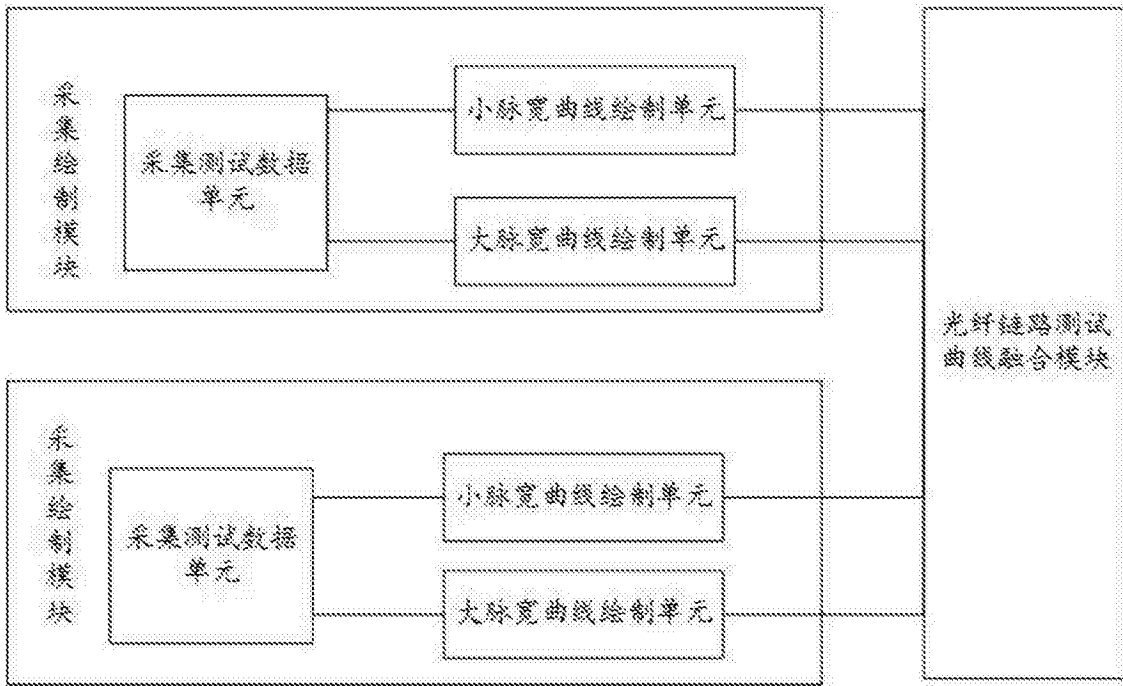 采集绘制模块
采集测试数据
单元
小脉宽曲线绘制单元
大脉宽曲线绘制单元
光纤链路测试
曲线融合模块
采集绘制模块
采集测试数据
单元
小脉宽曲线绘制单元
大脉宽曲线绘制单元